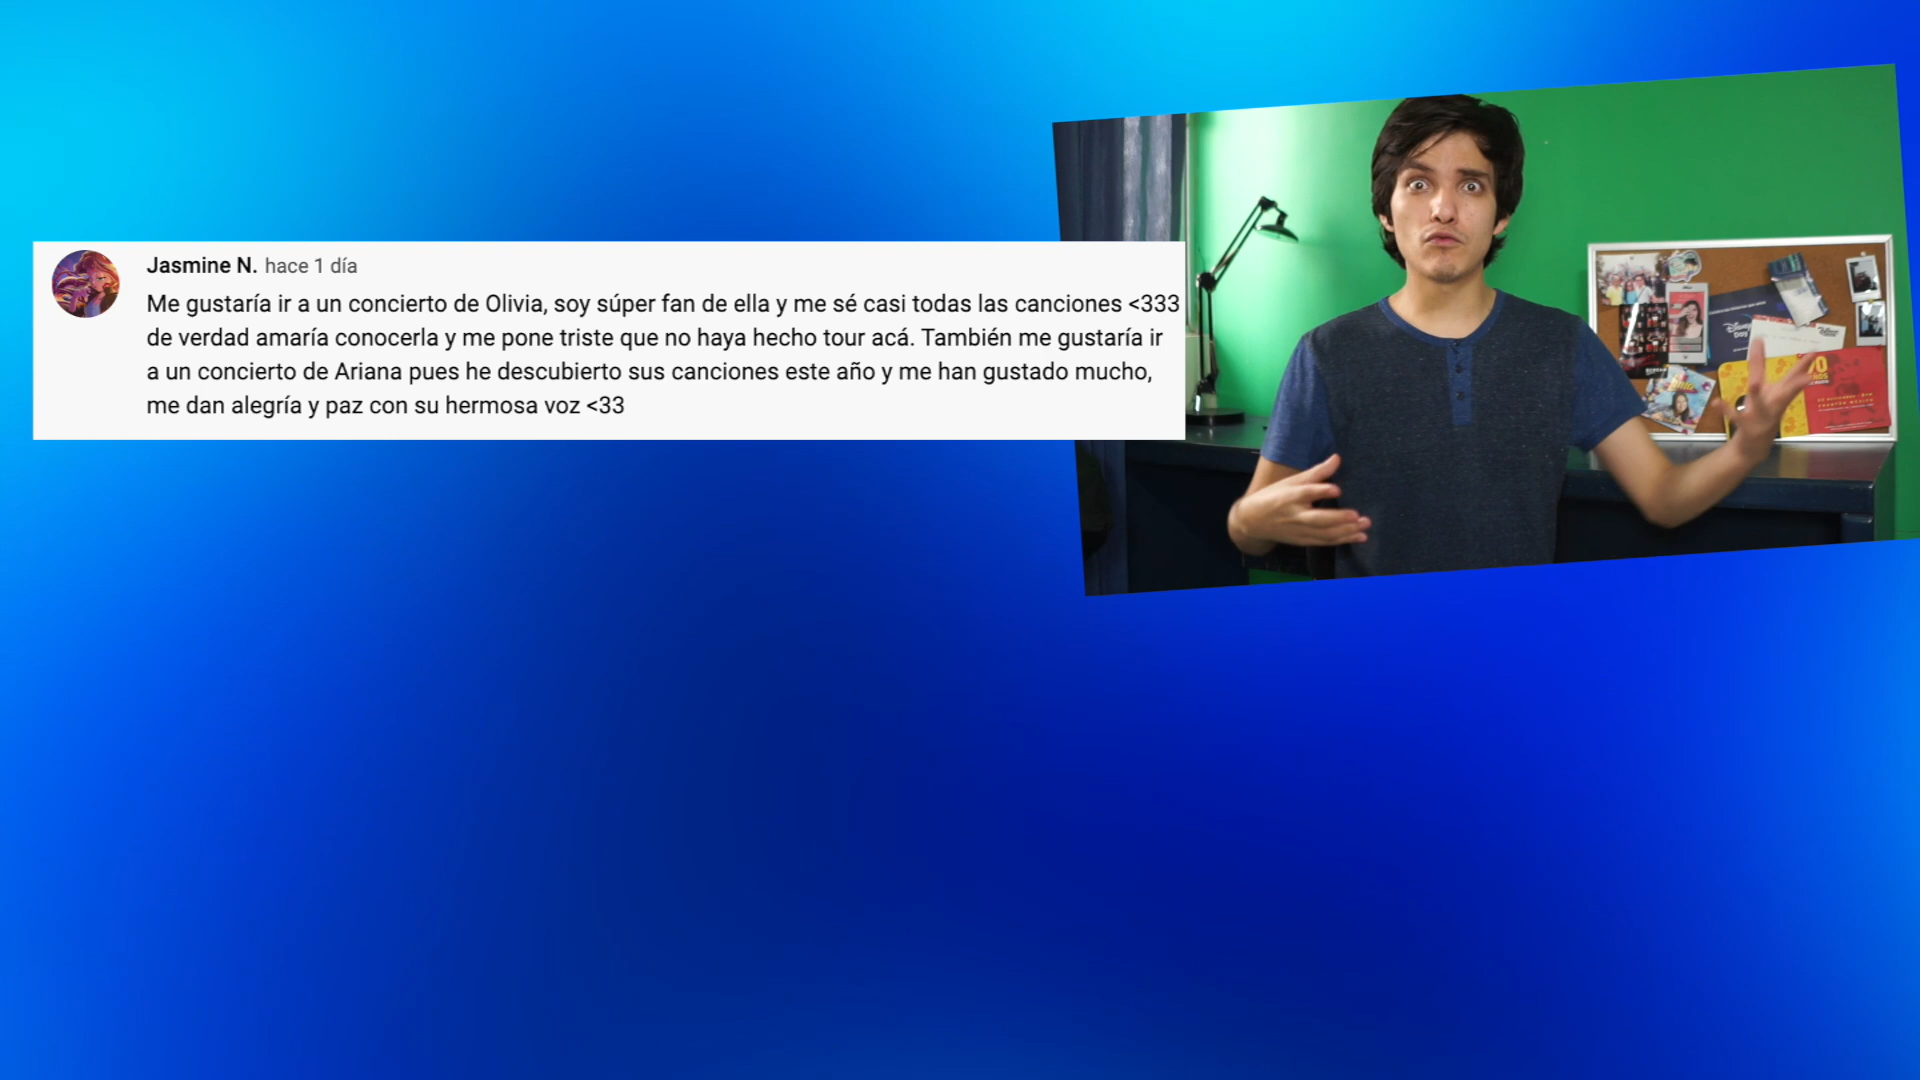 Jasmine N. hace 1 día
Me gustaría ir a un concierto de Olivia, soy súper fan de ella y me sé casi todas las canciones <333
de verdad amaría conocerla y me pone triste que no haya hecho tour acá. También me gustaría ir
a un concierto de Ariana pues he descubierto sus canciones este año y me han gustado mucho,
me dan alegría y paz con su hermosa voz <33
Disney
Day